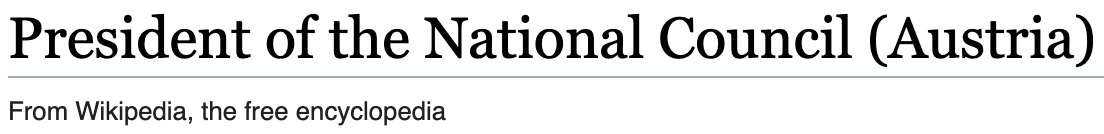 President of the National Council (Austria)
From Wikipedia, the free encyclopedia